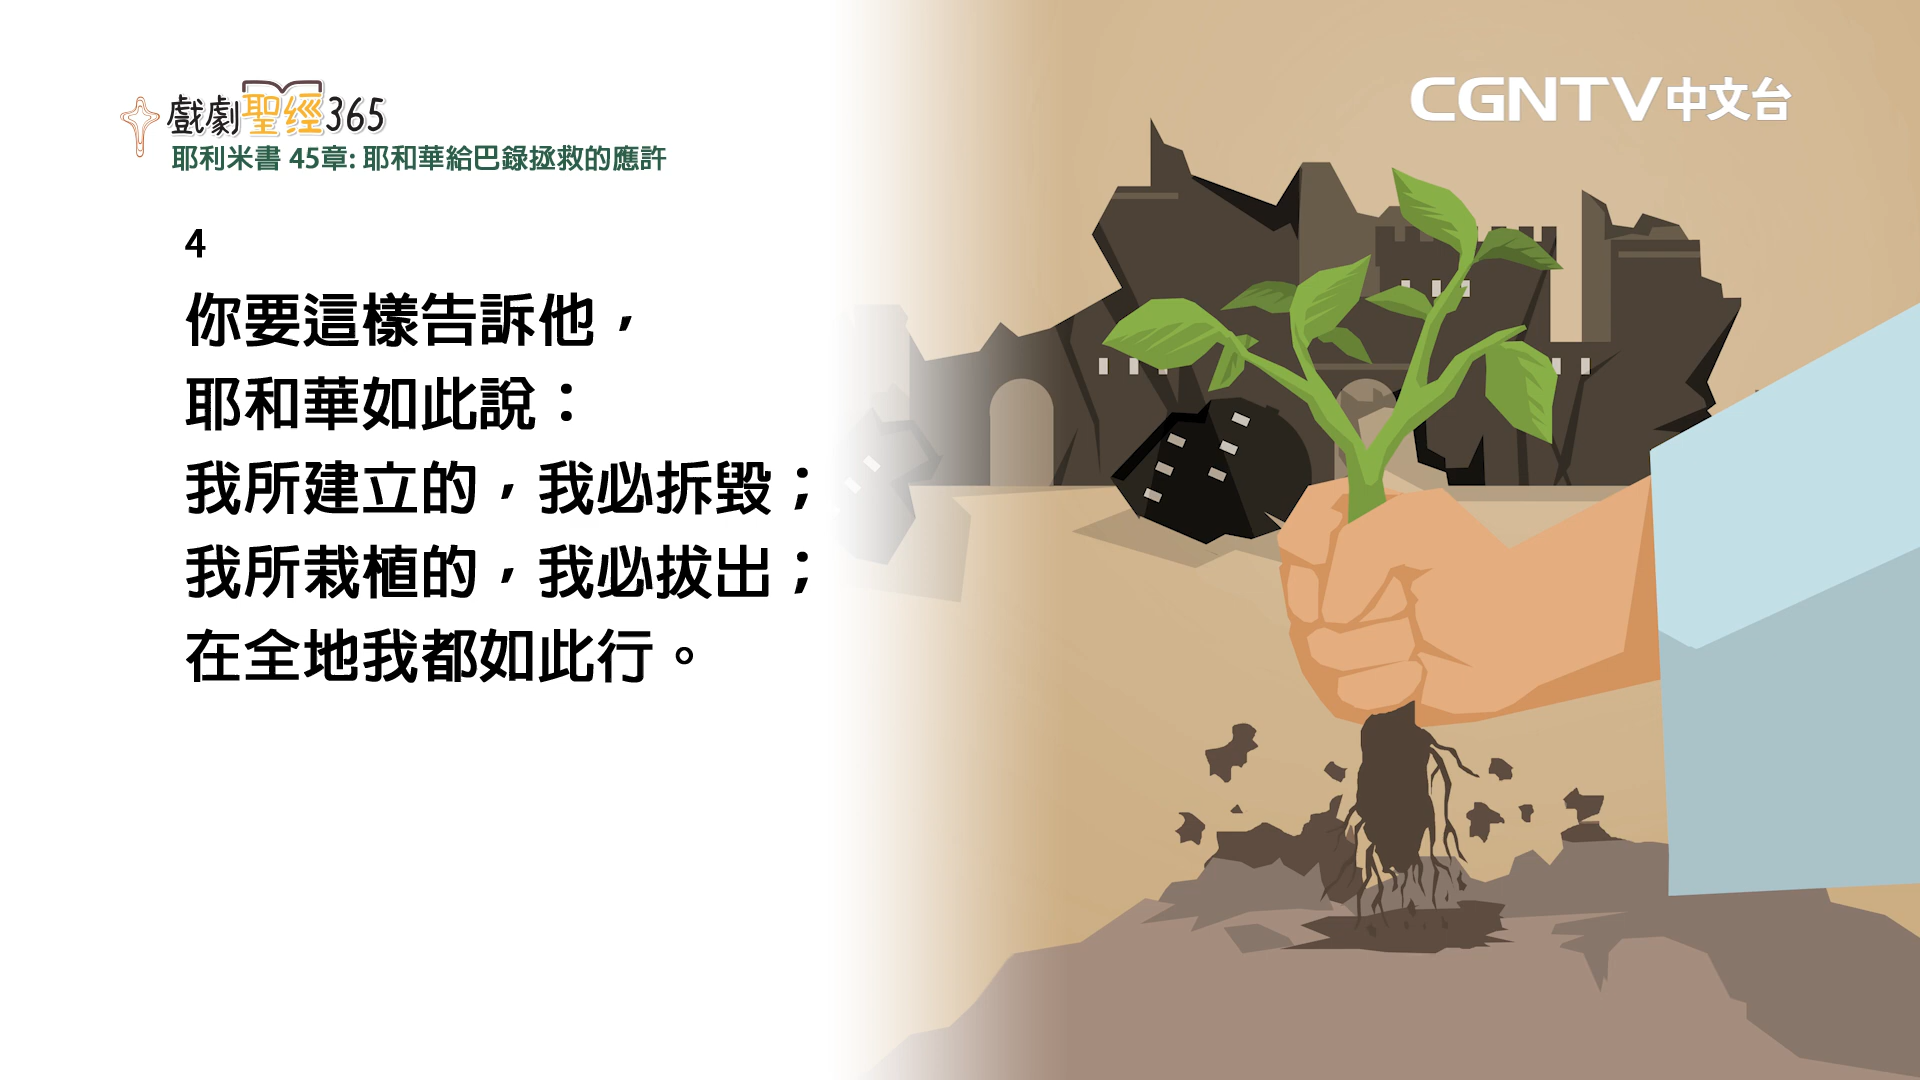 戲劇聖經365
CGNTV中文台
耶利米書 45章: 耶和華給巴錄拯救的應許
4
你要這樣告訴他，
耶和華如此說：
我所建立的，我必拆毀；
我所栽植的，我必拔出；
在全地我都如此行。